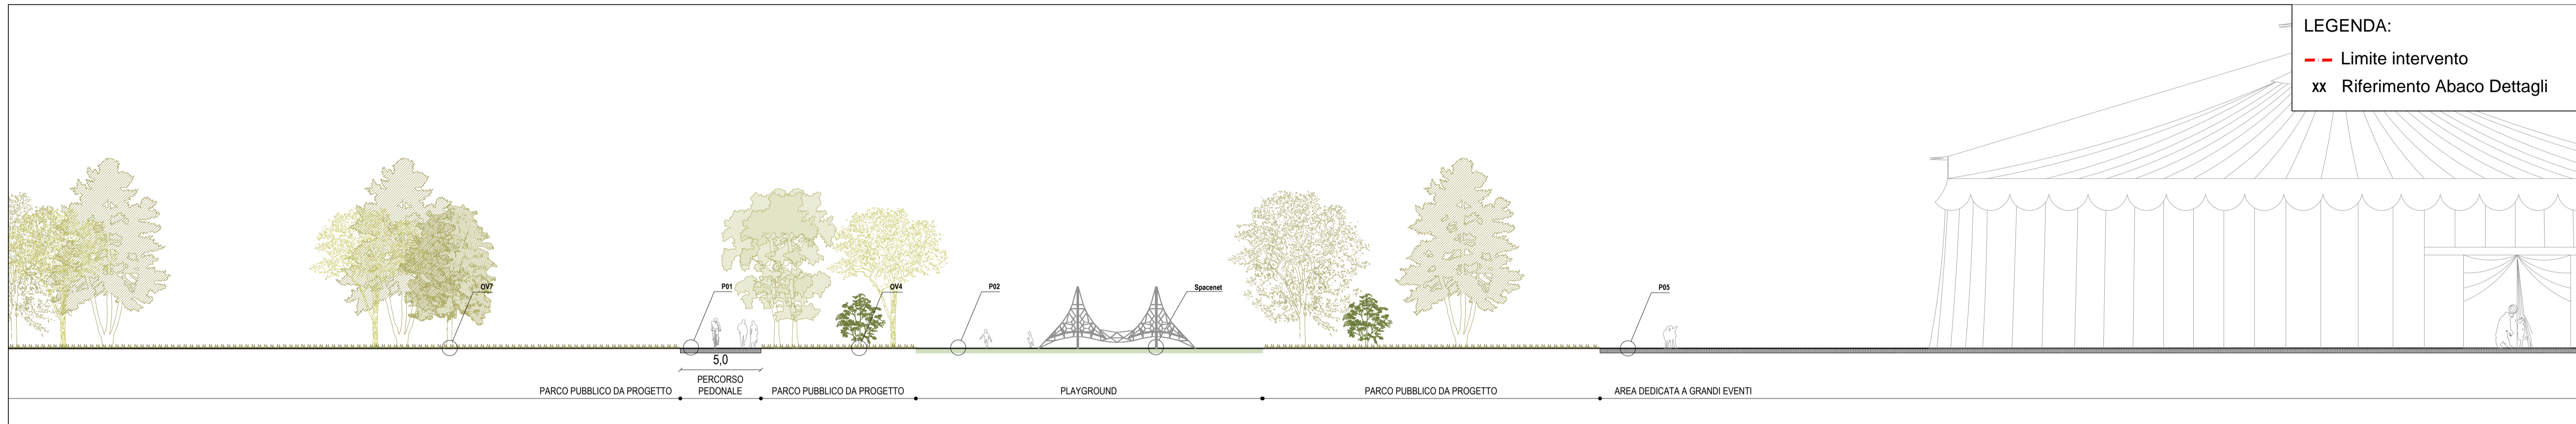 LEGENDA:
Limite intervento
xx Riferimento Abaco Dettagli
OV7
P01
OV4
P02
Spacenet
P05
5,0
PARCO PUBBLICO DA PROGETTO
PERCORSO
PEDONALE
PARCO PUBBLICO DA PROGETTO
PLAYGROUND
PARCO PUBBLICO DA PROGETTO
AREA DEDICATA A GRANDI EVENTI